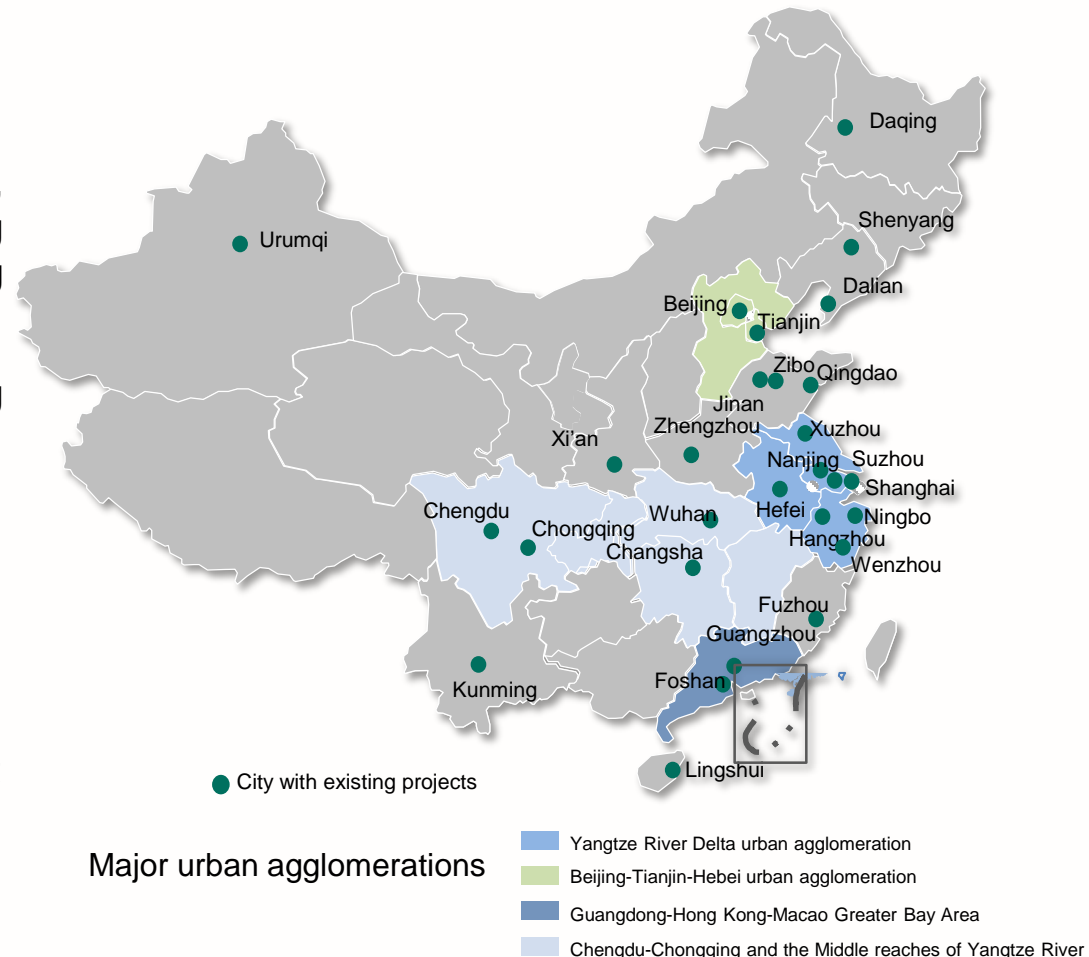 Daqing
Shenyang
Urumqi
Dalian
Beijing
Tianjin
Zibo
Qingdao
Jinan
Zhengzhou
Xuzhou
Xi'an
Nanjing
Suzhou
Shanghai
Chengdu
Chongqing
Wuhan
Hefei
Ningbo
Hangzhou
Changsha
Wenzhou
Fuzhou
Guangzhou
Foshan
Kunming
Lingshui
City with existing projects
Major urban agglomerations
Yangtze River Delta urban agglomeration
Beijing-Tianjin-Hebei urban agglomeration
Guangdong-Hong Kong-Macao Greater Bay Area
Chengdu-Chongqing and the Middle reaches of Yangtze River